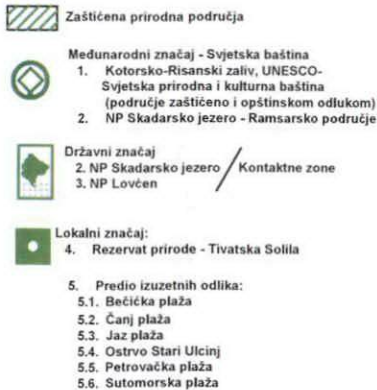 Zaštićena prirodna područja
Međunarodni značaj - Svjetska baština
1. Kotorsko-Risanski zaliv, UNESCO-
Svjetska prirodna i kulturna baština
(područje zaštićeno i opštinskom odlukom)
2. NP Skadarsko jezero - Ramsarsko područje
Državni značaj
2. NP Skadarsko jezero / Kontaktne zone
3. NP Lovćen
Lokalni značaj:
4. Rezervat prirode - Tivatska Solila
5. Predio izuzetnih odlika:
5.1. Bečićka plaža
5.2. Čanj plaža
5.3. Jaz plaža
5.4. Ostrvo Stari Ulcinj
5.5. Petrovačka plaža
5.6. Sutomorska plaža